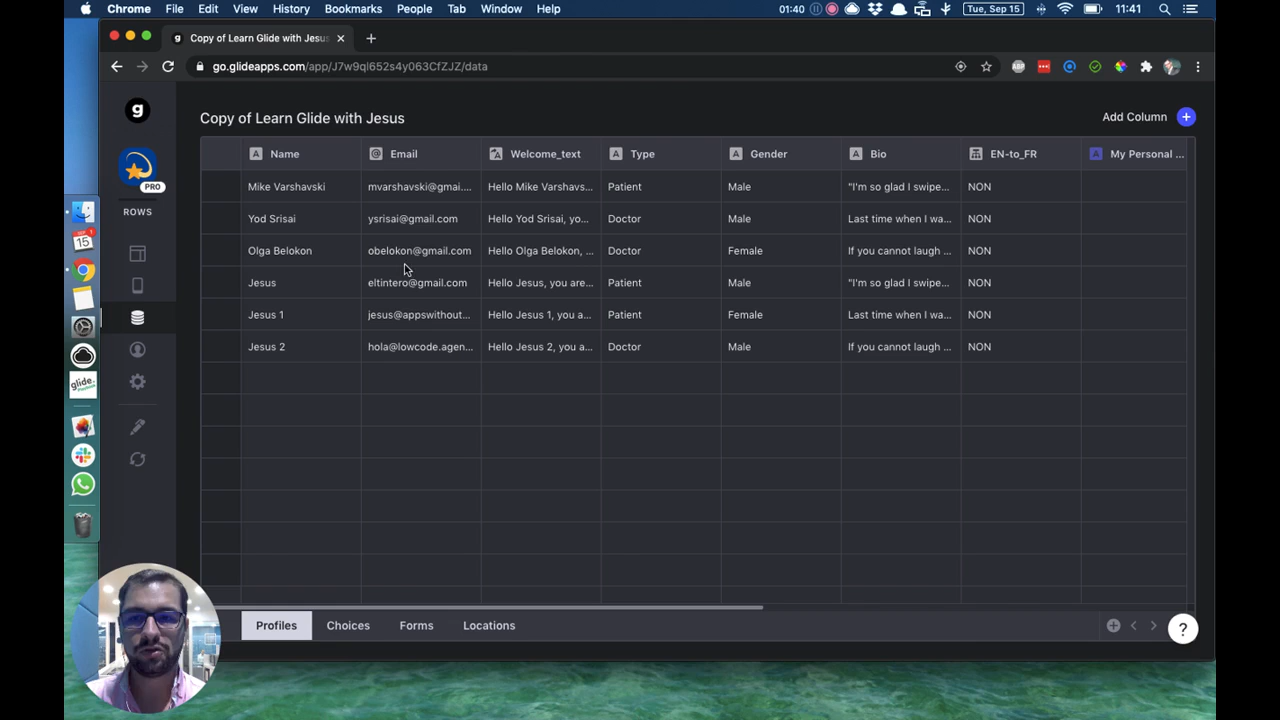 Chrome File Edit View History Bookmarks People Tab Window Help 01:40 Tue, Sep 15 11:41
Copy of Learn Glide with Jesus
go.glideapps.com/app/J7w9ql652s4y063CfZJZ/data
g
Copy of Learn Glide with Jesus Add Column
PRO
ROWS
Name Email Welcome_text Type Gender Bio EN-to_FR My Personal ...
Mike Varshavski mvarshavski@gmai... Hello Mike Varshavs... Patient Male "I'm so glad I swipe... NON
Yod Srisai ysrisai@gmail.com Hello Yod Srisai, yo... Doctor Male Last time when I wa... NON
Olga Belokon obelokon@gmail.com Hello Olga Belokon, ... Doctor Female If you cannot laugh ... NON
Jesus eltintero@gmail.com Hello Jesus, you are... Patient Male "I'm so glad I swipe... NON
Jesus 1 jesus@appswithout... Hello Jesus 1, you a... Patient Female Last time when I wa... NON
Jesus 2 hola@lowcode.agen... Hello Jesus 2, you a... Doctor Male If you cannot laugh ... NON
Profiles Choices Forms Locations
?
SEP
15
1
glide